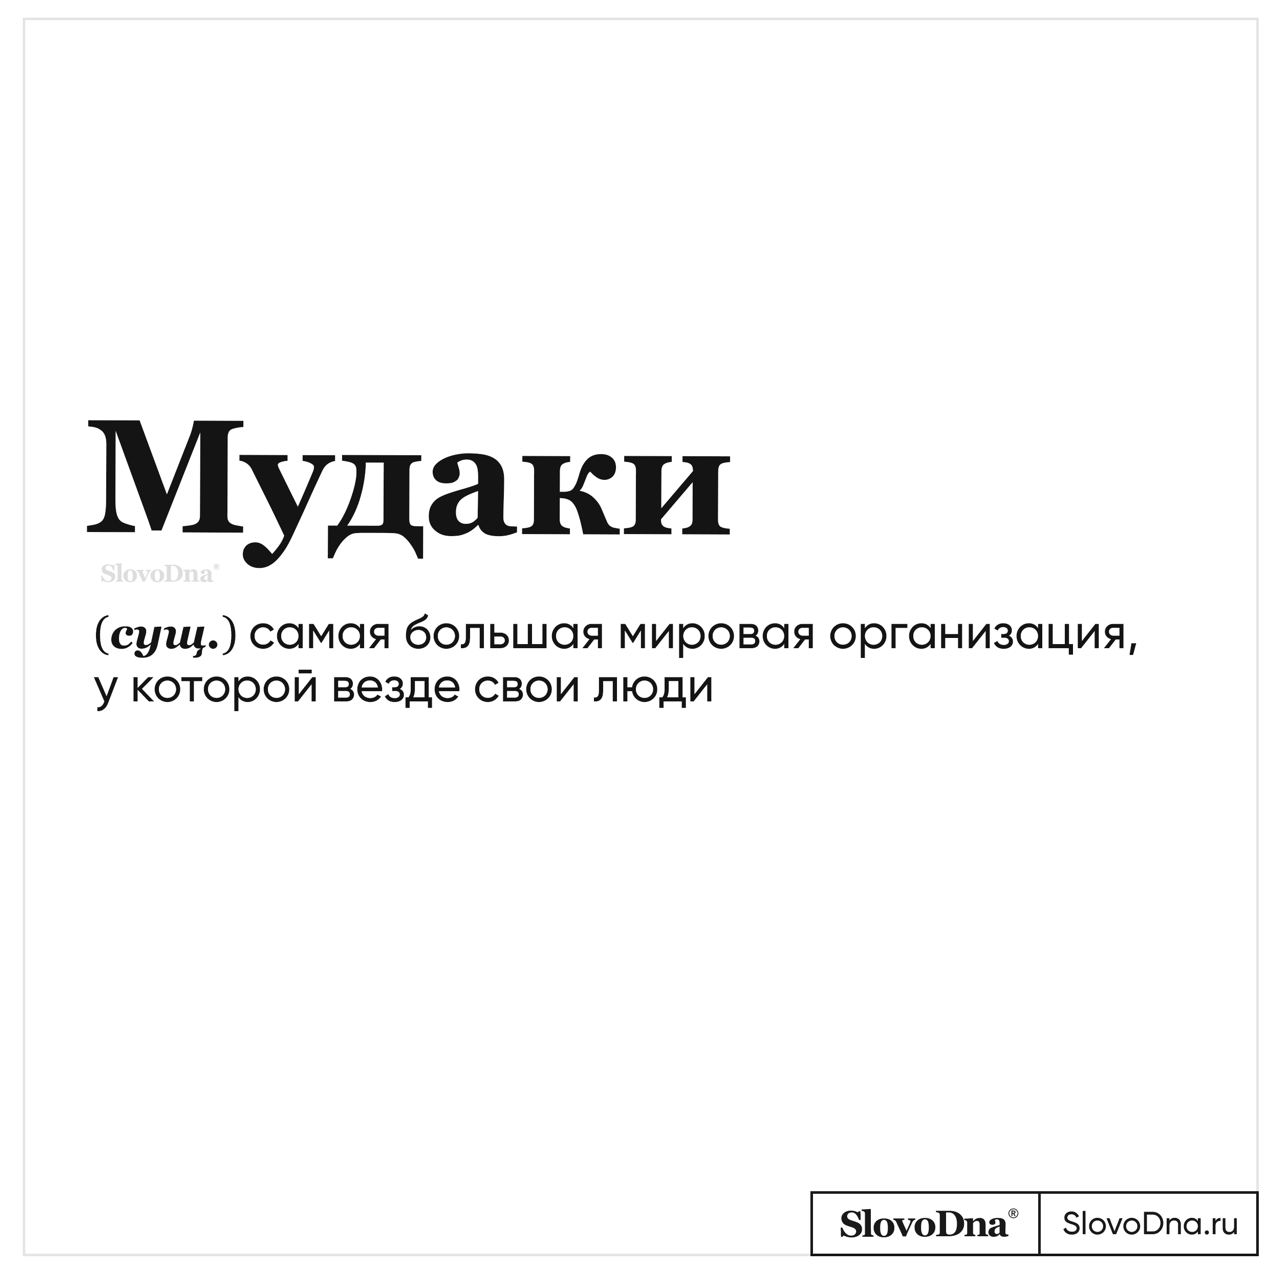 Мудаки
SlovoDna®
(сущ.) самая большая мировая организация,
у которой везде свои люди
SlovoDna® SlovoDna.ru